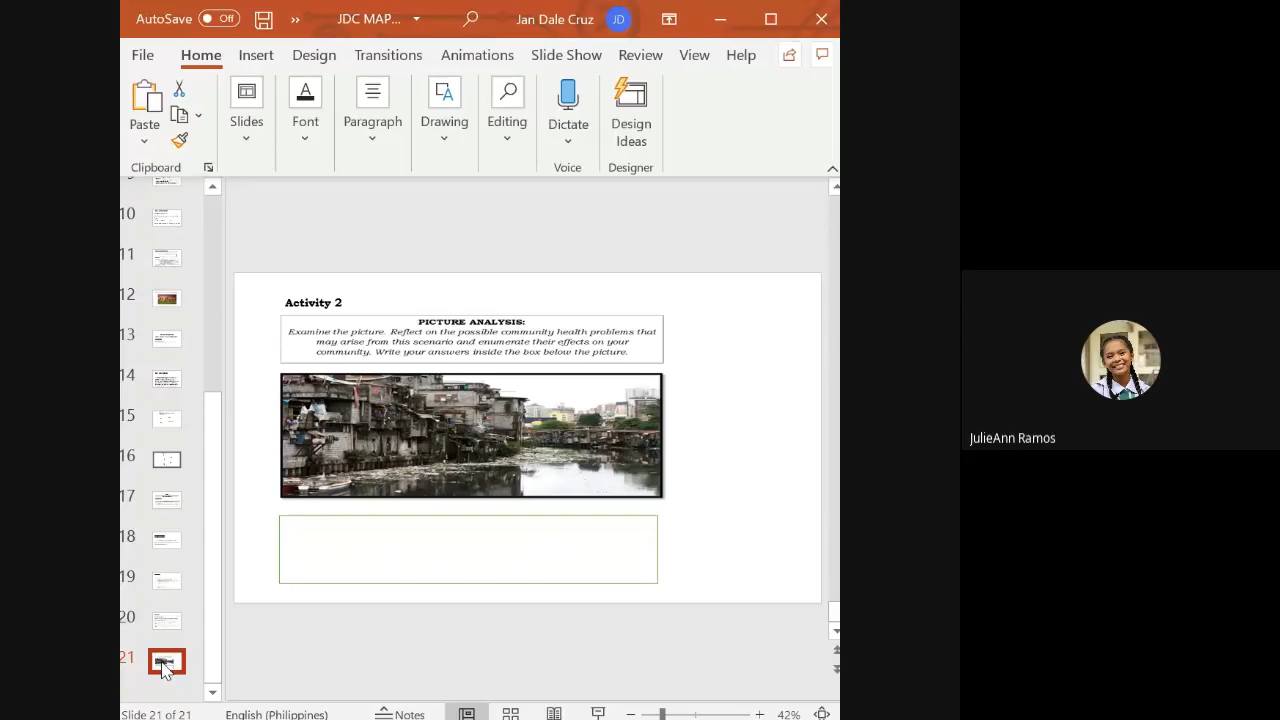 AutoSave Off JDC MAP... Jan Dale Cruz JD
File Home Insert Design Transitions Animations Slide Show Review View Help
Paste Slides Font Paragraph Drawing Editing Dictate Design
Ideas
Clipboard Voice Designer
10
11
12
13
14
15
16
17
18
19
20
21
Activity 2
PICTURE ANALYSIS:
Examine the picture. Reflect on the possible community health problems that
may arise from this scenario and enumerate their effects on your
community. Write your answers inside the box below the picture.
JulieAnn Ramos
Slide 21 of 21 English (Philippines) Notes 42%